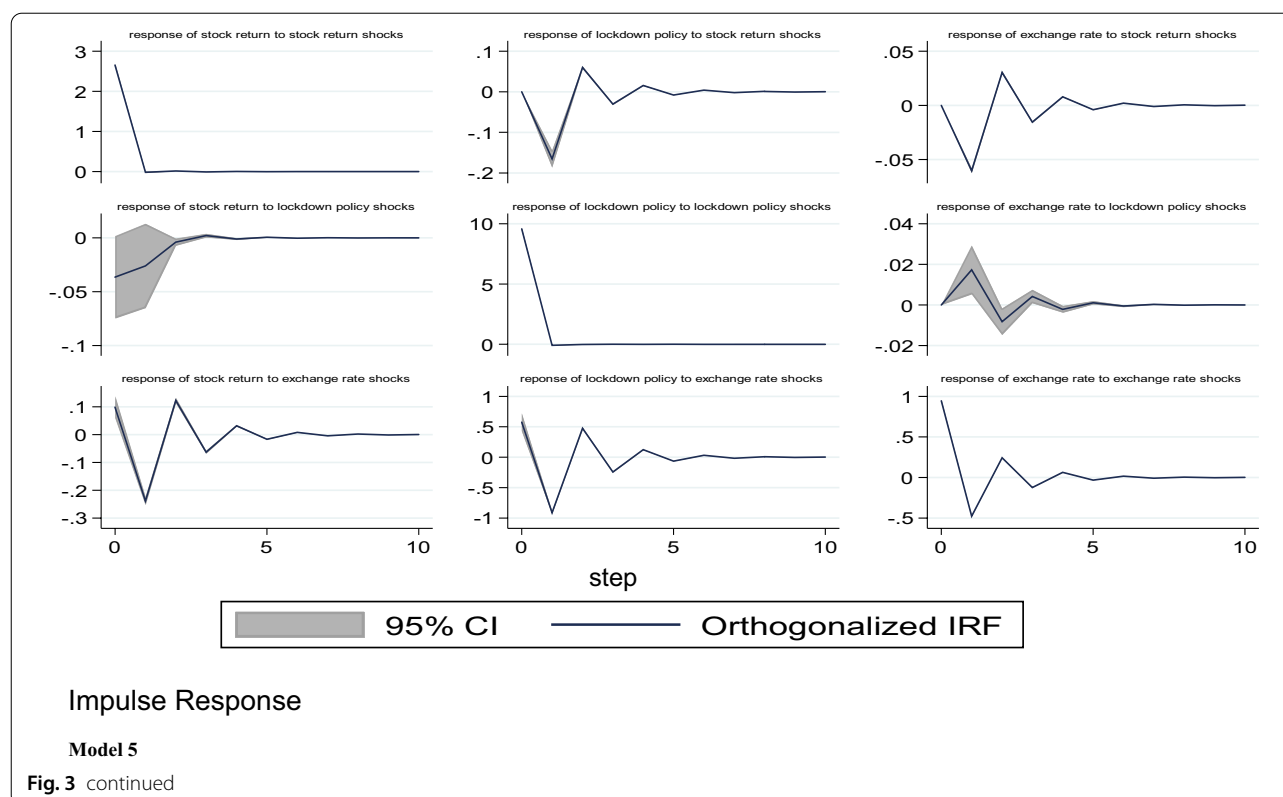 response of stock return to stock return shocks
response of lockdown policy to stock return shocks
response of exchange rate to stock return shocks
3
2
1
0
.1
0
-.1
-.2
.05
0
-.05
response of stock return to lockdown policy shocks
response of lockdown policy to lockdown policy shocks
response of exchange rate to lockdown policy shocks
0
-.05
-.1
10
5
0
.04
.02
0
-.02
response of stock return to exchange rate shocks
reponse of lockdown policy to exchange rate shocks
response of exchange rate to exchange rate shocks
.1
0
-.1
-.2
-.3
1
.5
0
-.5
-1
1
.5
0
-.5
0 5 10
0 5 10
0 5 10
step
95% CI
Orthogonalized IRF
Impulse Response
Model 5
Fig. 3 continued